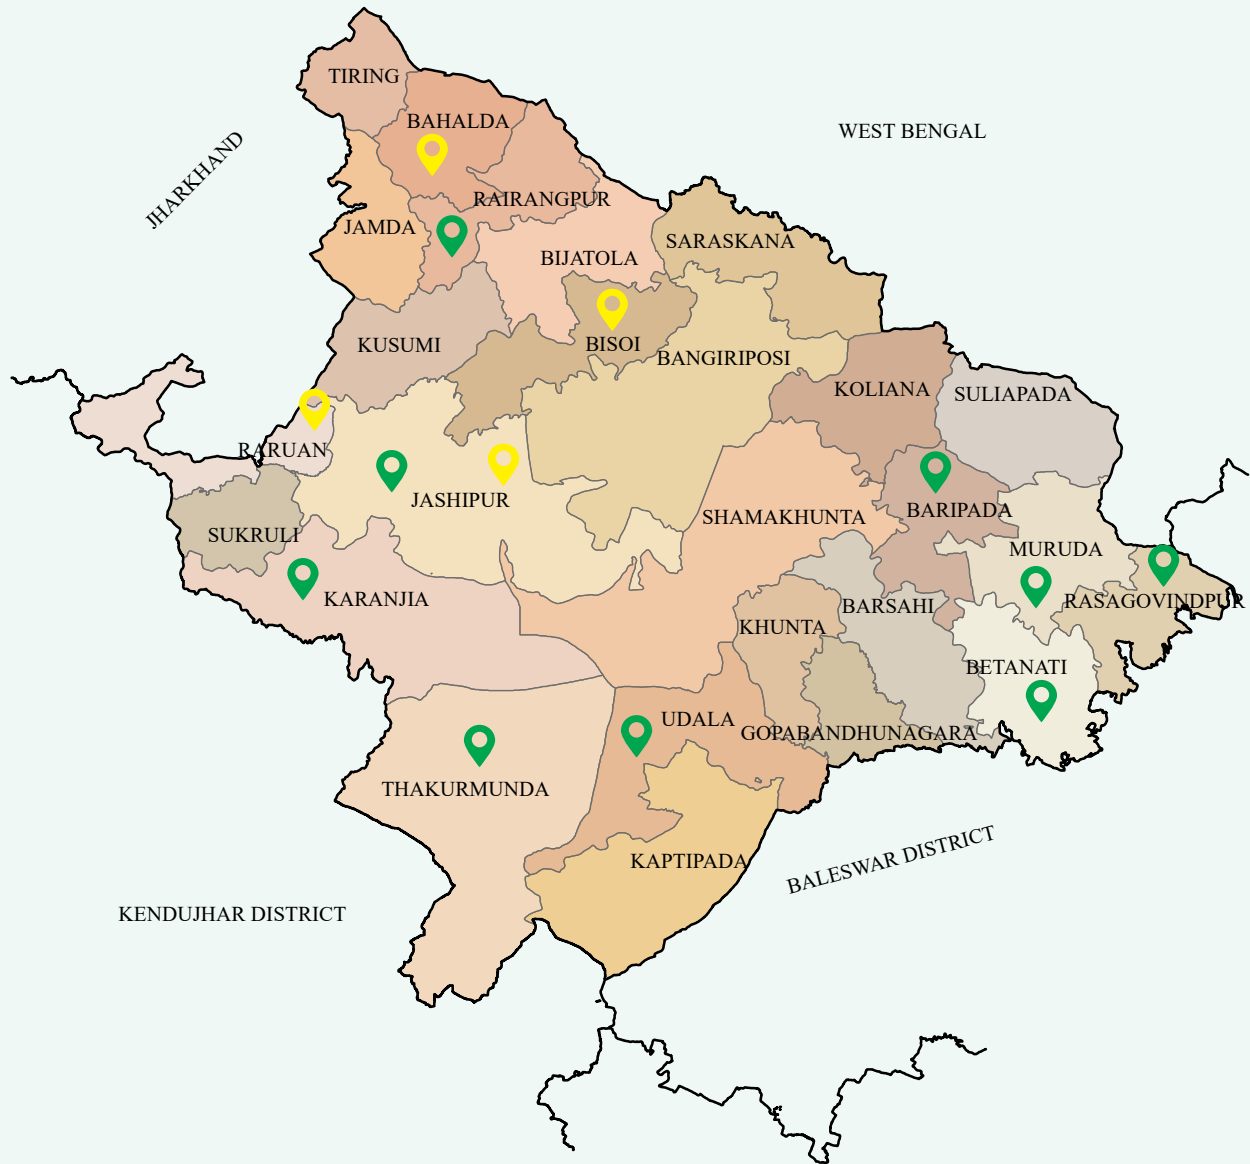 TIRING
BAHALDA
WEST BENGAL
JHARKHAND
RAIRANGPUR
JAMDA
SARASKANA
BIJATOLA
KUSUMI
BISOI
BANGIRIPOSI
KOLIANA
SULIAPADA
RARUAN
JASHIPUR
BARIPADA
SHAMAKHUNTA
SUKRULI
MURUDA
KARANJIA
RASAGOVINDPUR
BARSAHI
KHUNTA
BETANATI
UDALA
GOPABANDHUNAGARA
THAKURMUNDA
KAPTIPADA
BALESWAR DISTRICT
KENDUJHAR DISTRICT